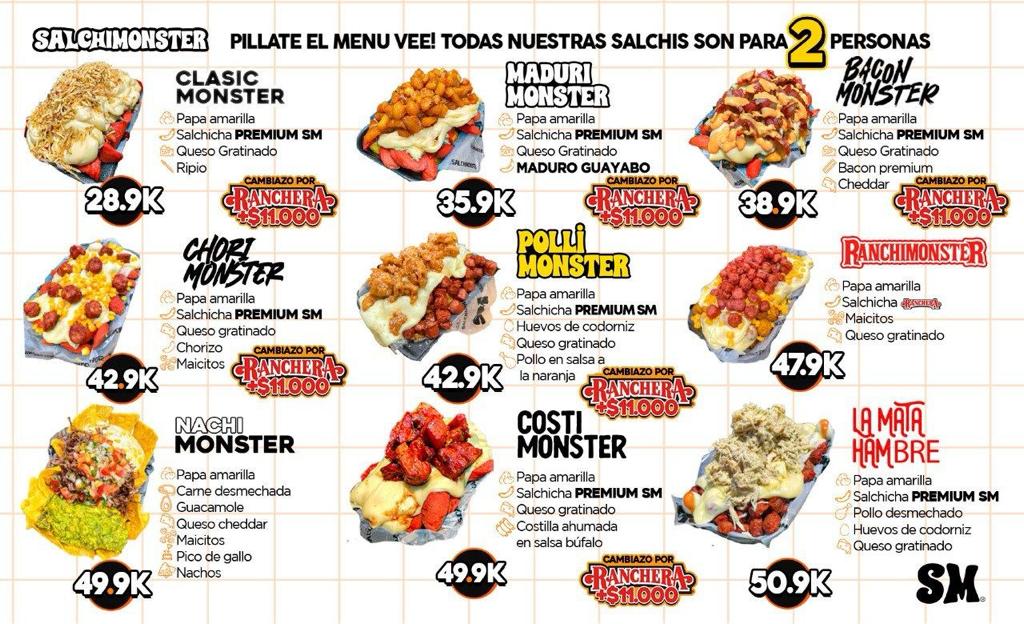 SALCHIMONSTER
PILLATE EL MENU VEE! TODAS NUESTRAS SALCHIS SON PARA 2 PERSONAS
CLASIC
MONSTER
Papa amarilla
Salchicha PREMIUM SM
Queso Gratinado
Ripio
28.9K
CAMBIAZO POR
RANCHERA
+$11.000
MADURI
MONSTER
Papa amarilla
Salchicha PREMIUM SM
Queso Gratinado
MADURO GUAYABO
35.9K
CAMBIAZO POR
RANCHERA
+$11.000
BACON
MONSTER
Papa amarilla
Salchicha PREMIUM SM
Queso Gratinado
Bacon premium
Cheddar
38.9K
CAMBIAZO POR
RANCHERA
+$11.000
CHORI
MONSTER
Papa amarilla
Salchicha PREMIUM SM
Queso gratinado
Chorizo
Maicitos
42.9K
CAMBIAZO POR
RANCHERA
+$11.000
POLLI
MONSTER
Papa amarilla
Salchicha PREMIUM SM
Huevos de codorniz
Queso gratinado
Pollo en salsa a
la naranja
42.9K
CAMBIAZO POR
RANCHERA
+$11.000
RANCHIMONSTER
Papa amarilla
Salchicha RANCHERA
Maicitos
Queso gratinado
47.9K
NACHI
MONSTER
Papa amarilla
Carne desmechada
Guacamole
Queso cheddar
Maicitos
Pico de gallo
Nachos
49.9K
COSTI
MONSTER
Papa amarilla
Salchicha PREMIUM SM
Queso gratinado
Costilla ahumada
en salsa búfalo
49.9K
CAMBIAZO POR
RANCHERA
+$11.000
LA MATA
HAMBRE
Papa amarilla
Salchicha PREMIUM SM
Pollo desmechado
Huevos de codorniz
Queso gratinado
50.9K
SM